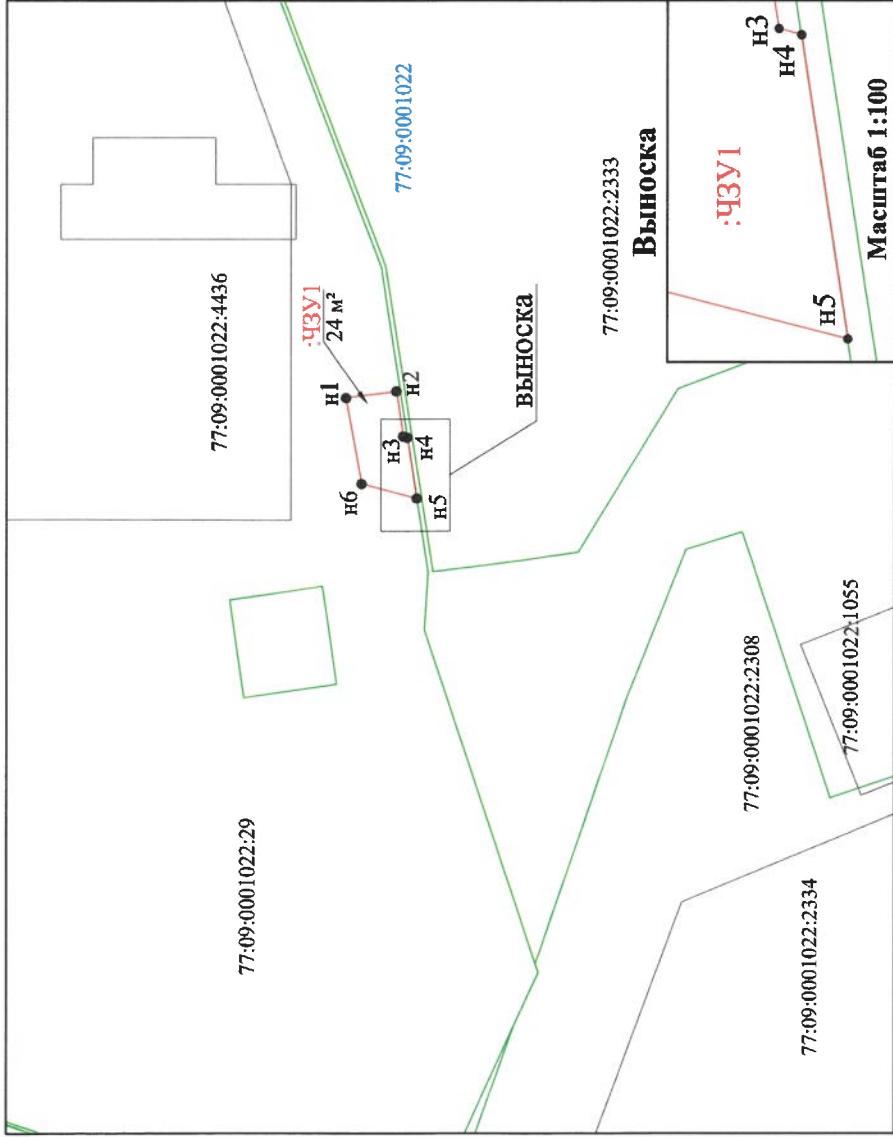 н3
н4
77:09:0001022
:ЧЗУ1
77:09:0001022:2333
Выноска
77:09:0001022:4436
:ЧЗУ1
24 м²
н1
н2
Масштаб 1:100
н5
выноска
н3
н4
н6
н5
77:09:0001022:2308
77:09:0001022:1055
77:09:0001022:29
77:09:0001022:2334